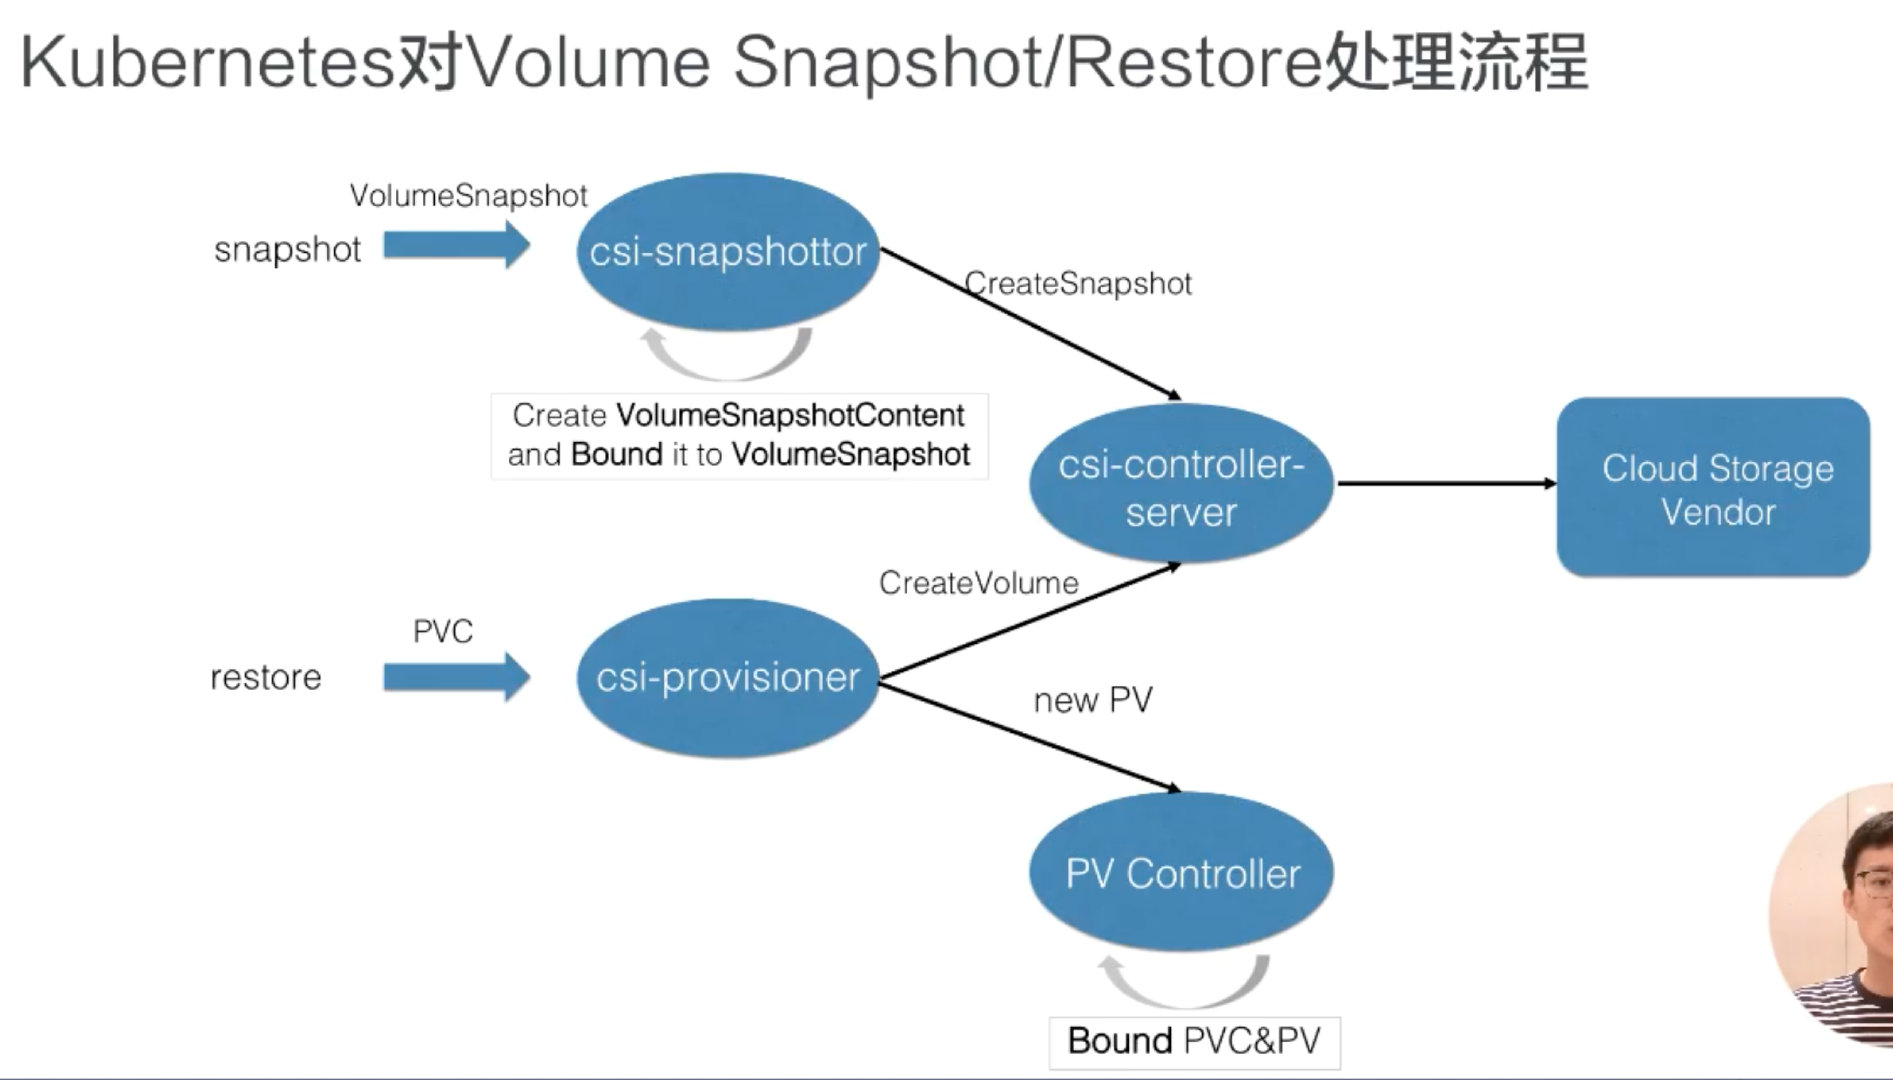 Kubernetes对Volume Snapshot/Restore处理流程
VolumeSnapshot
snapshot
csi-snapshottor
CreateSnapshot
Create VolumeSnapshotContent
and Bound it to VolumeSnapshot
csi-controller-
server
Cloud Storage
Vendor
CreateVolume
PVC
restore
csi-provisioner
new PV
PV Controller
Bound PVC&PV